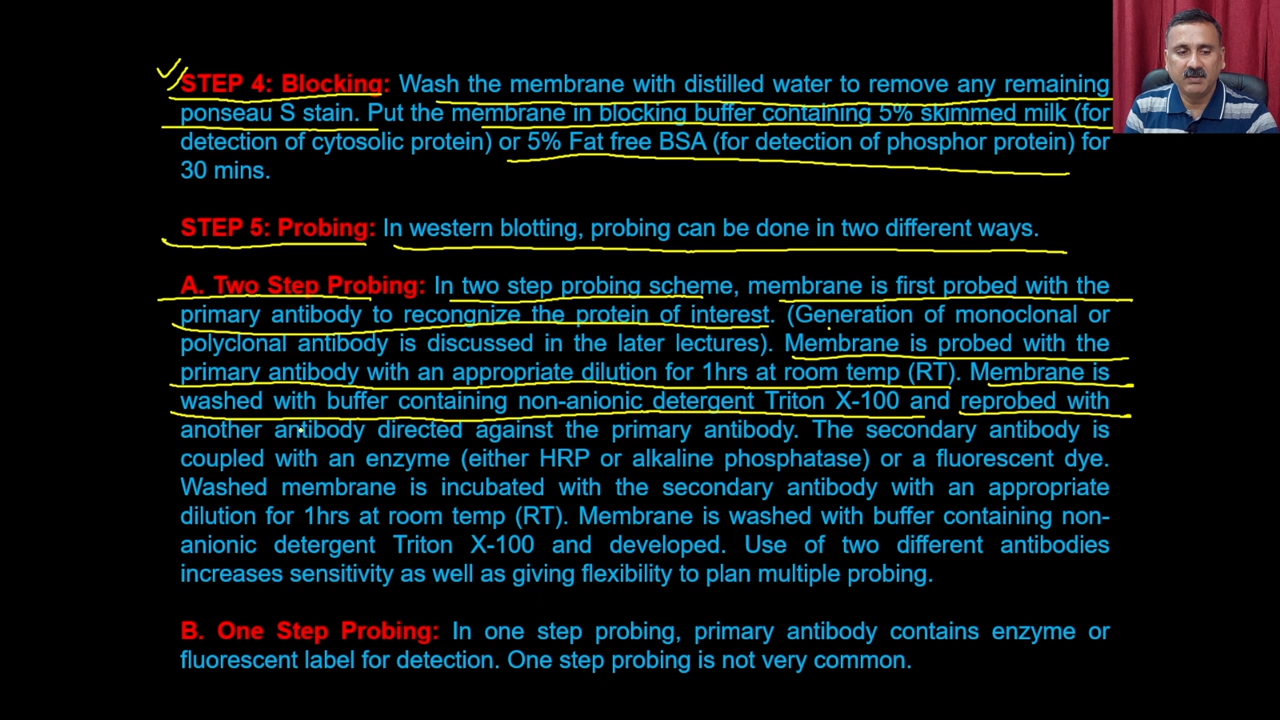 STEP 4: Blocking: Wash the membrane with distilled water to remove any remaining
ponseau S stain. Put the membrane in blocking buffer containing 5% skimmed milk (for
detection of cytosolic protein) or 5% Fat free BSA (for detection of phosphor protein) for
30 mins.
STEP 5: Probing: In western blotting, probing can be done in two different ways.
A. Two Step Probing: In two step probing scheme, membrane is first probed with the
primary antibody to recongnize the protein of interest. (Generation of monoclonal or
polyclonal antibody is discussed in the later lectures). Membrane is probed with the
primary antibody with an appropriate dilution for 1hrs at room temp (RT). Membrane is
washed with buffer containing non-anionic detergent Triton X-100 and reprobed with
another antibody directed against the primary antibody. The secondary antibody is
coupled with an enzyme (either HRP or alkaline phosphatase) or a fluorescent dye.
Washed membrane is incubated with the secondary antibody with an appropriate
dilution for 1hrs at room temp (RT). Membrane is washed with buffer containing non-
anionic detergent Triton X-100 and developed. Use of two different antibodies
increases sensitivity as well as giving flexibility to plan multiple probing.
B. One Step Probing: In one step probing, primary antibody contains enzyme or
fluorescent label for detection. One step probing is not very common.